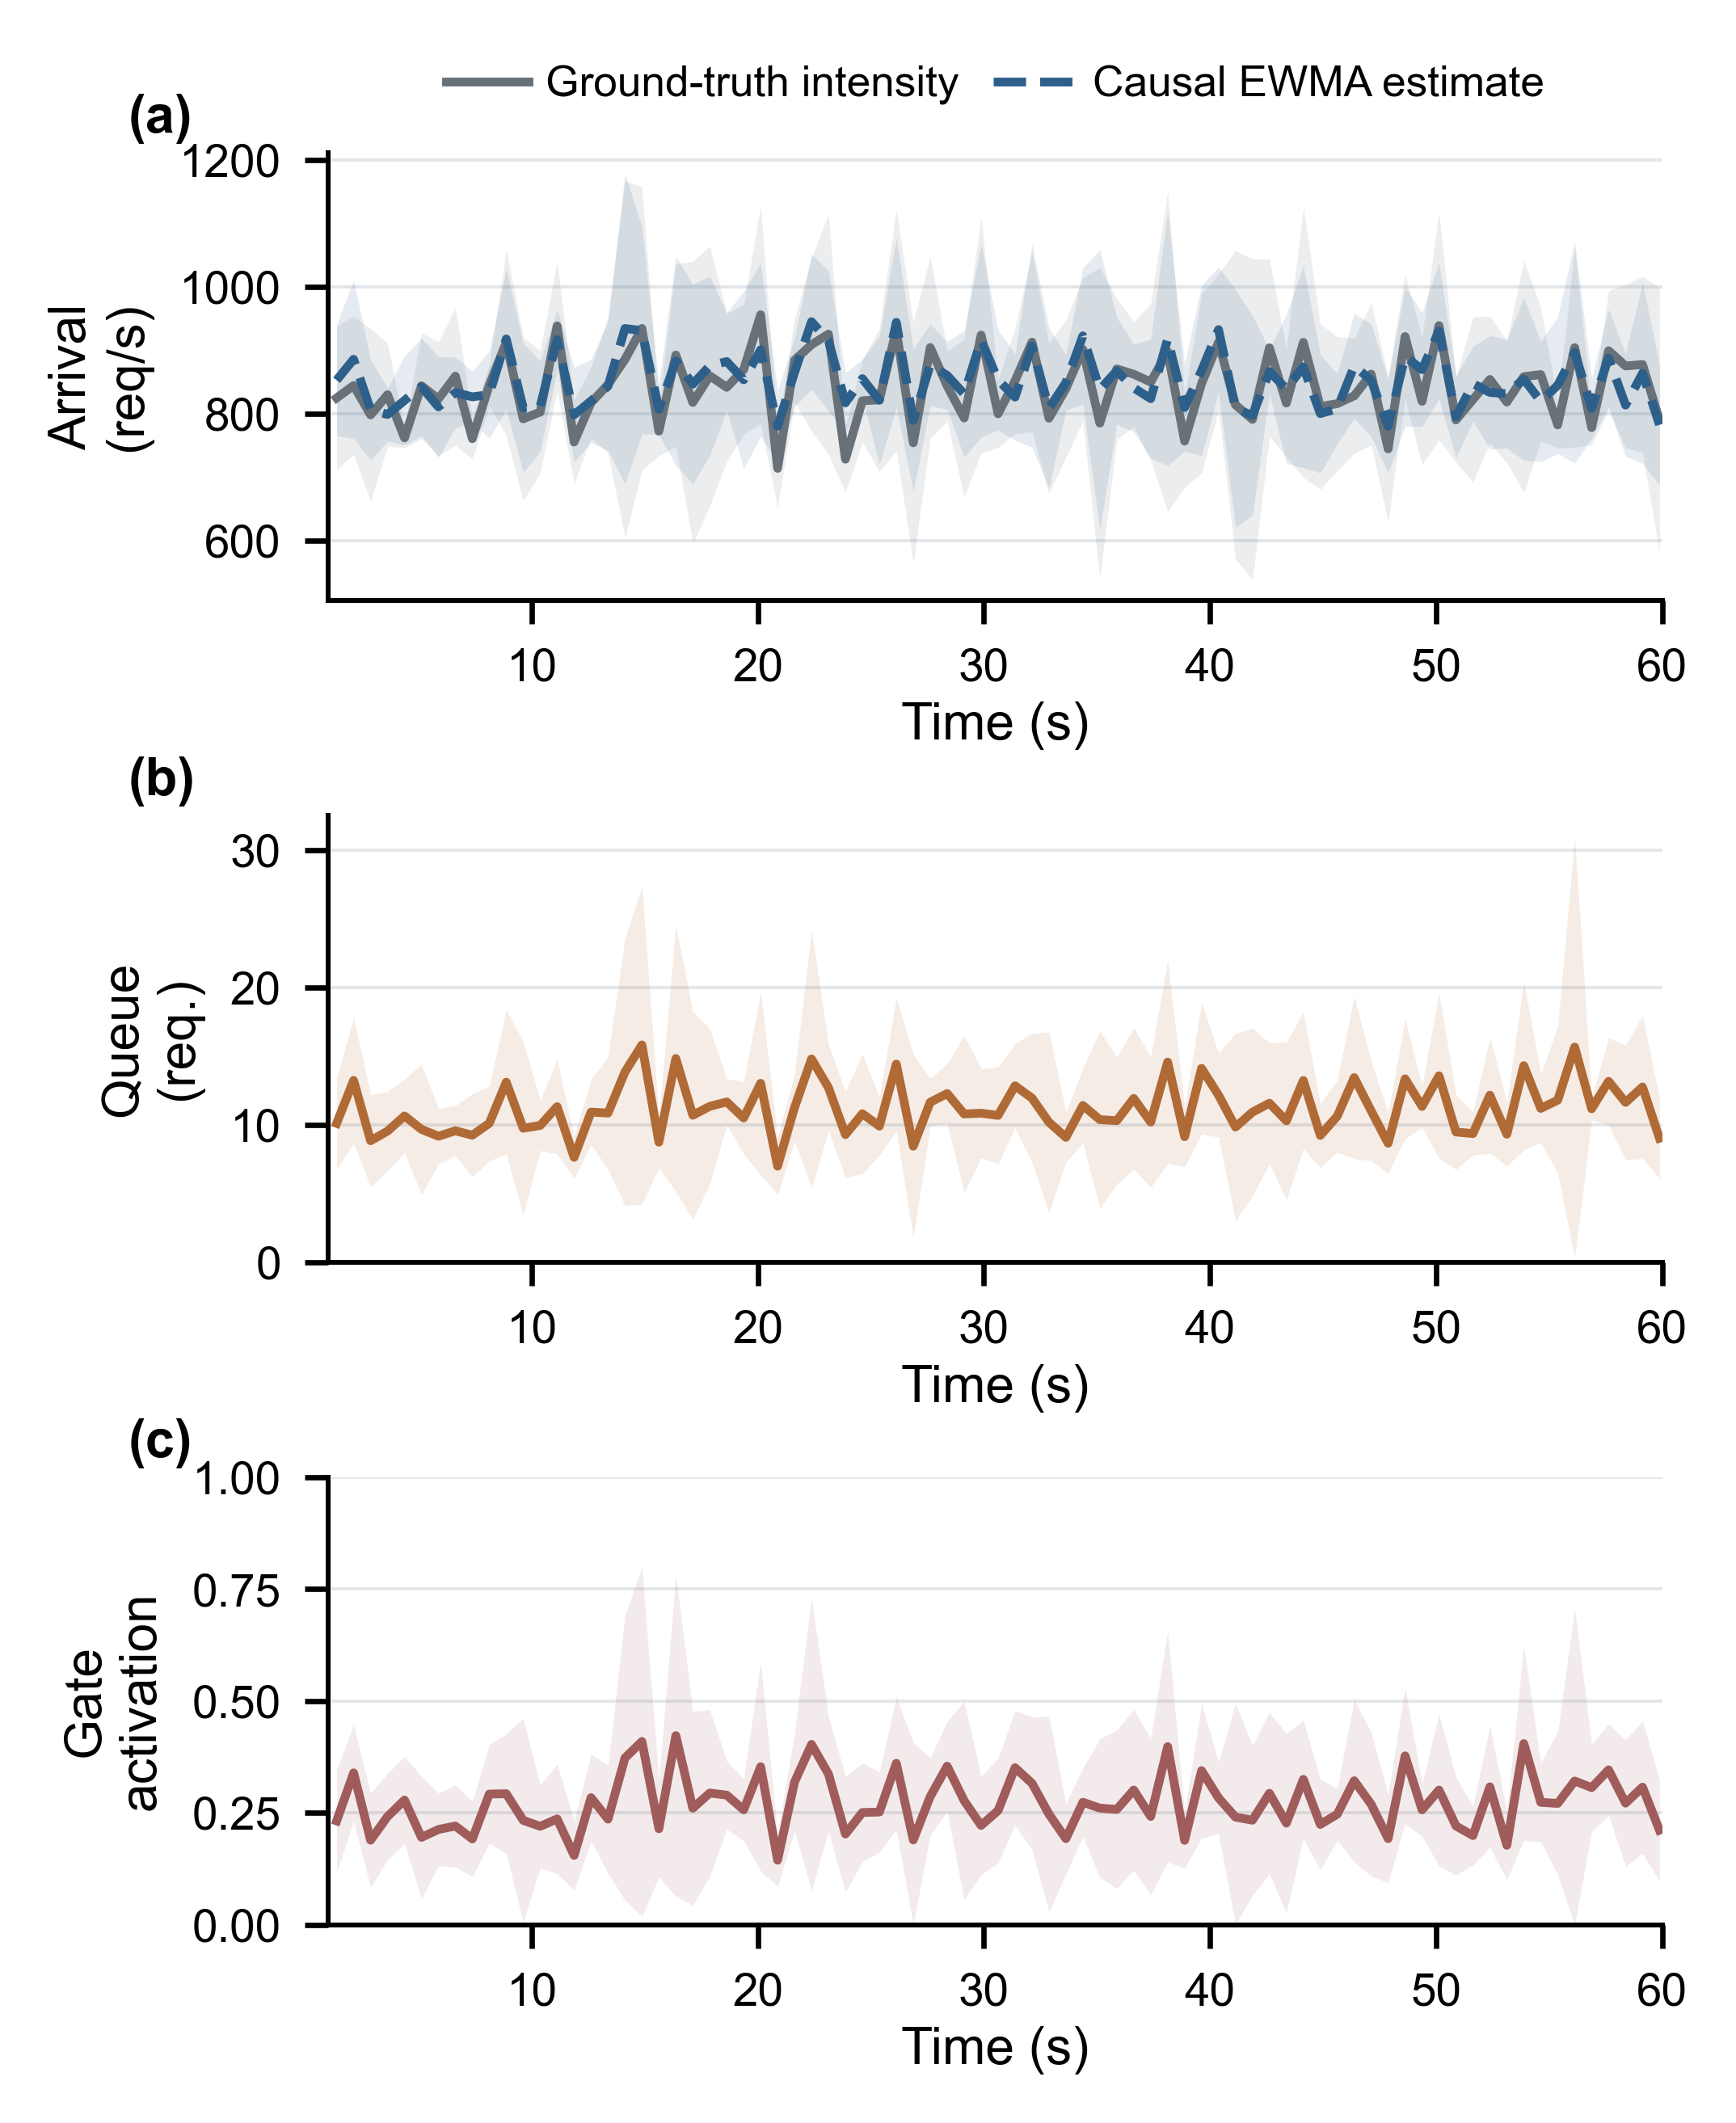 Ground-truth intensity
Causal EWMA estimate
(a)
1200
1000
800
600
Arrival
(req/s)
10 20 30 40 50 60
Time (s)
(b)
30
20
10
0
Queue
(req.)
10 20 30 40 50 60
Time (s)
(c)
1.00
0.75
0.50
0.25
0.00
Gate
activation
10 20 30 40 50 60
Time (s)